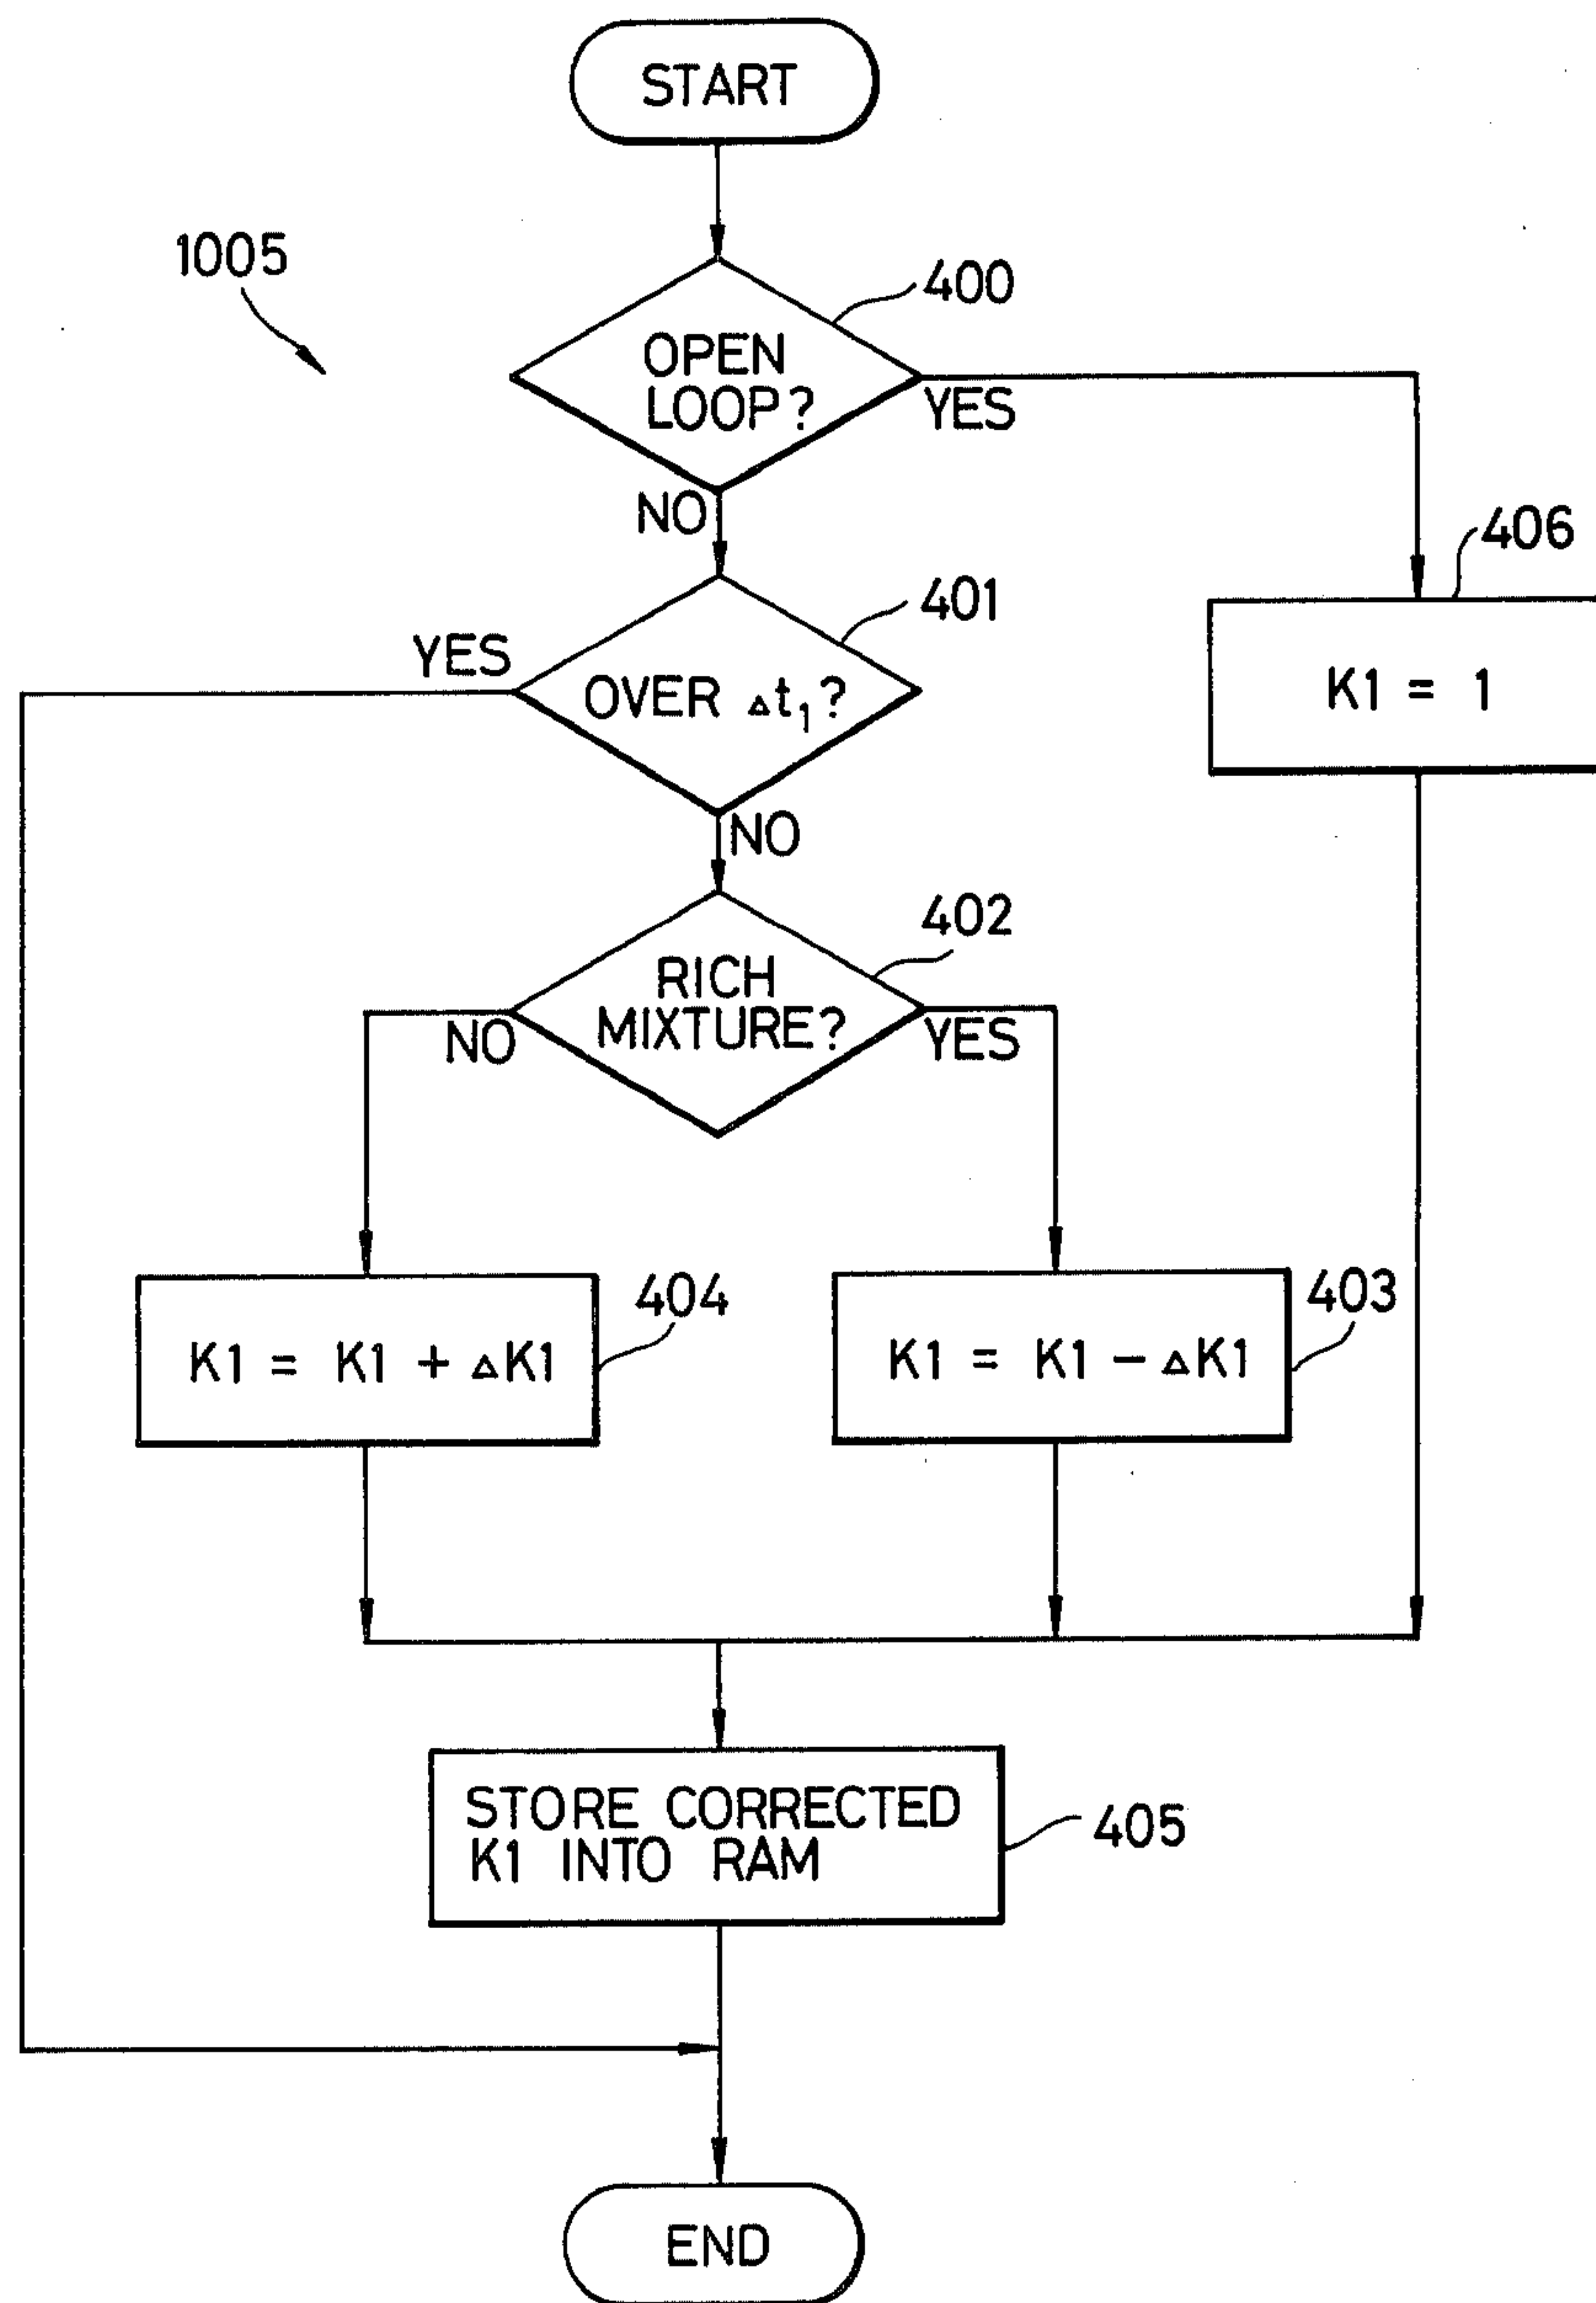 START
1005
400
OPEN
LOOP?
YES
NO
406
401
YES
OVER Δt₁?
K1 = 1
NO
402
RICH
MIXTURE?
NO
YES
404
403
K1 = K1 + ΔK1
K1 = K1 − ΔK1
STORE CORRECTED
K1 INTO RAM
405
END